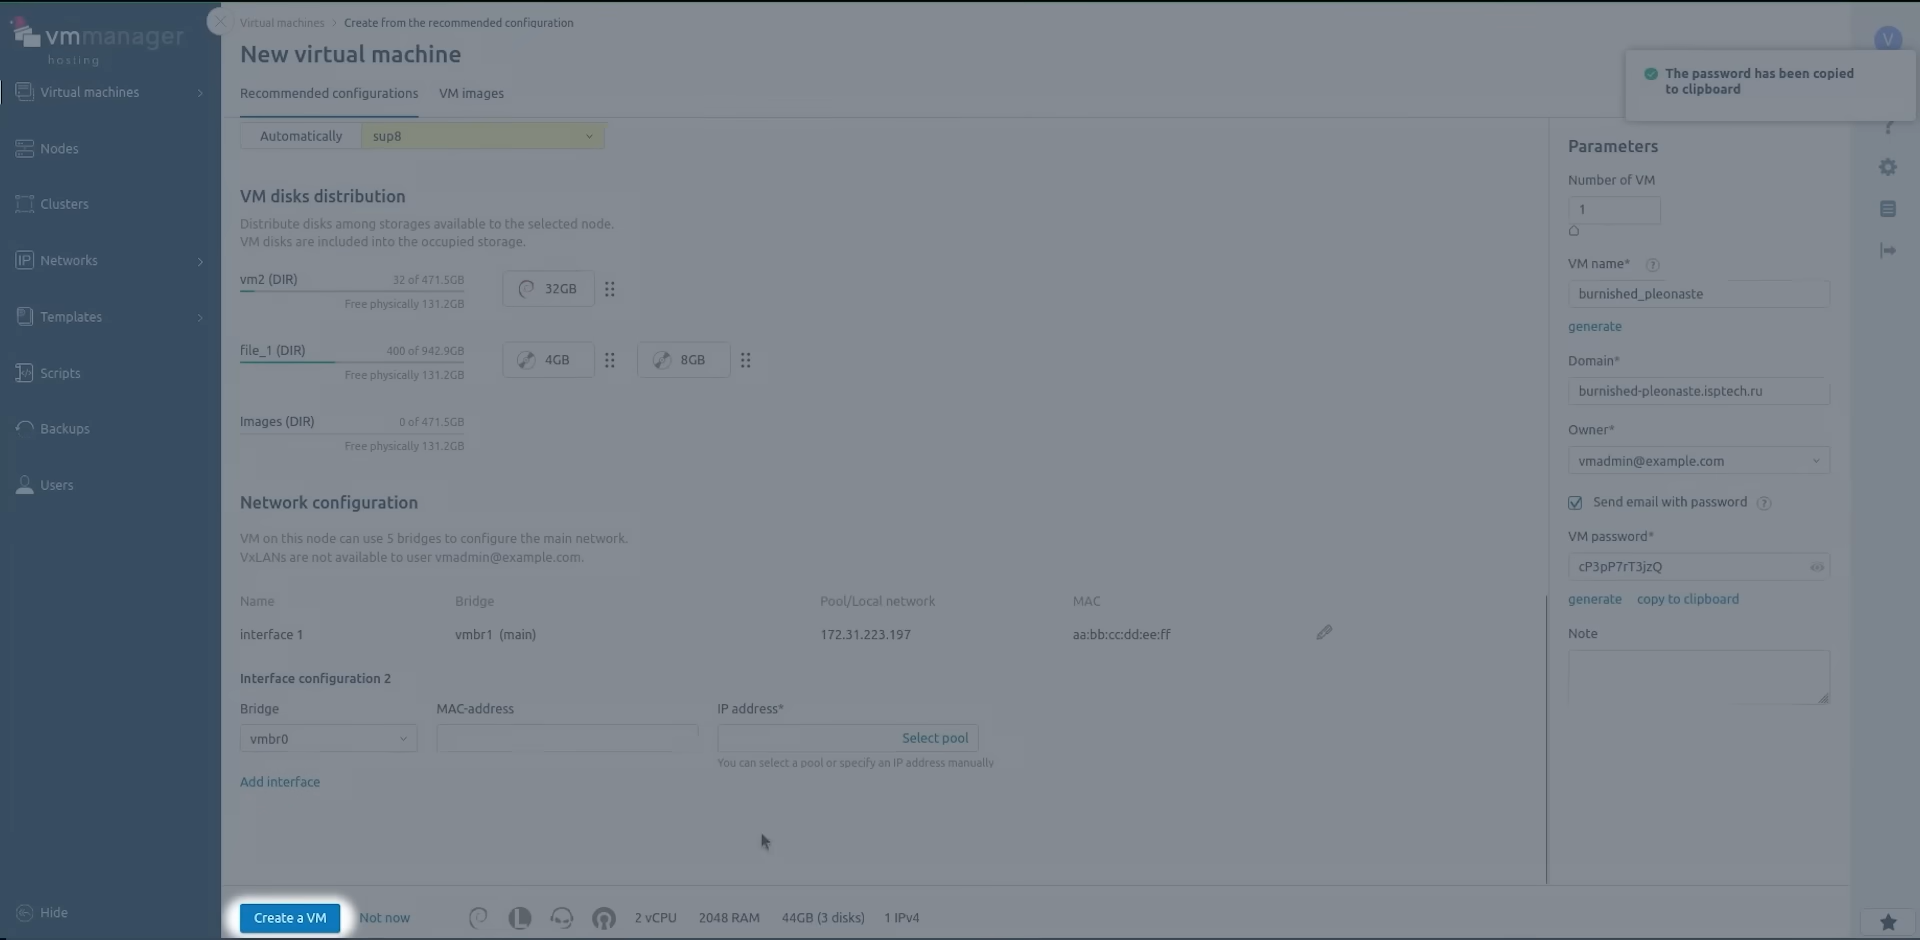 vmmanager
hosting
Virtual machines
Nodes
Clusters
IP Networks
Templates
Scripts
Backups
Users
Hide
Virtual machines › Create from the recommended configuration
New virtual machine
Recommended configurations VM images
Automatically sup8
VM disks distribution
Distribute disks among storages available to the selected node.
VM disks are included into the occupied storage.
vm2 (DIR) 32 of 471.5GB 32GB
Free physically 131.2GB
file_1 (DIR) 400 of 942.9GB 4GB 8GB
Free physically 131.2GB
Images (DIR) 0 of 471.5GB
Free physically 131.2GB
Network configuration
VM on this node can use 5 bridges to configure the main network.
VxLANs are not available to user vmadmin@example.com.
Name Bridge Pool/Local network MAC
interface 1 vmbr1 (main) 172.31.223.197 aa:bb:cc:dd:ee:ff
Interface configuration 2
Bridge MAC-address IP address*
vmbr0 Select pool
You can select a pool or specify an IP address manually
Add interface
Create a VM Not now 2 vCPU 2048 RAM 44GB (3 disks) 1 IPv4
V
The password has been copied
to clipboard
?
Parameters
Number of VM
1
VM name* ?
burnished_pleonaste
generate
Domain*
burnished-pleonaste.isptech.ru
Owner*
vmadmin@example.com
Send email with password ?
VM password*
cP3pP7rT3jzQ
generate copy to clipboard
Note